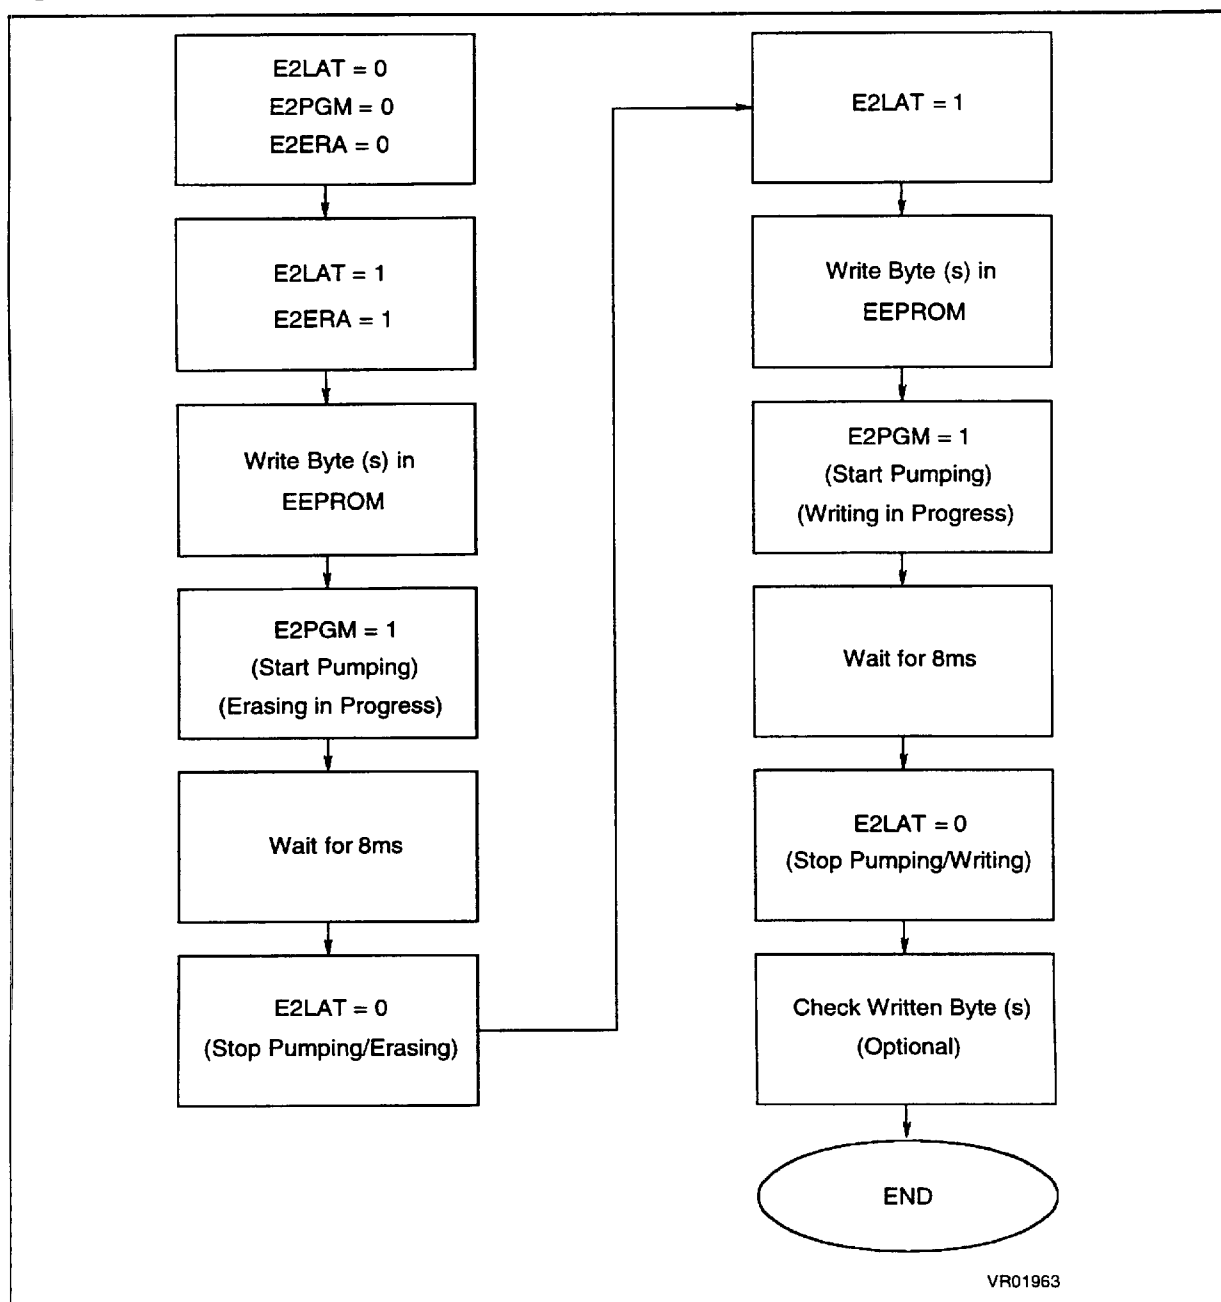 E2LAT = 0
E2PGM = 0
E2ERA = 0
E2LAT = 1
E2ERA = 1
Write Byte (s) in
EEPROM
E2PGM = 1
(Start Pumping)
(Erasing in Progress)
Wait for 8ms
E2LAT = 0
(Stop Pumping/Erasing)
E2LAT = 1
Write Byte (s) in
EEPROM
E2PGM = 1
(Start Pumping)
(Writing in Progress)
Wait for 8ms
E2LAT = 0
(Stop Pumping/Writing)
Check Written Byte (s)
(Optional)
END
VR01963